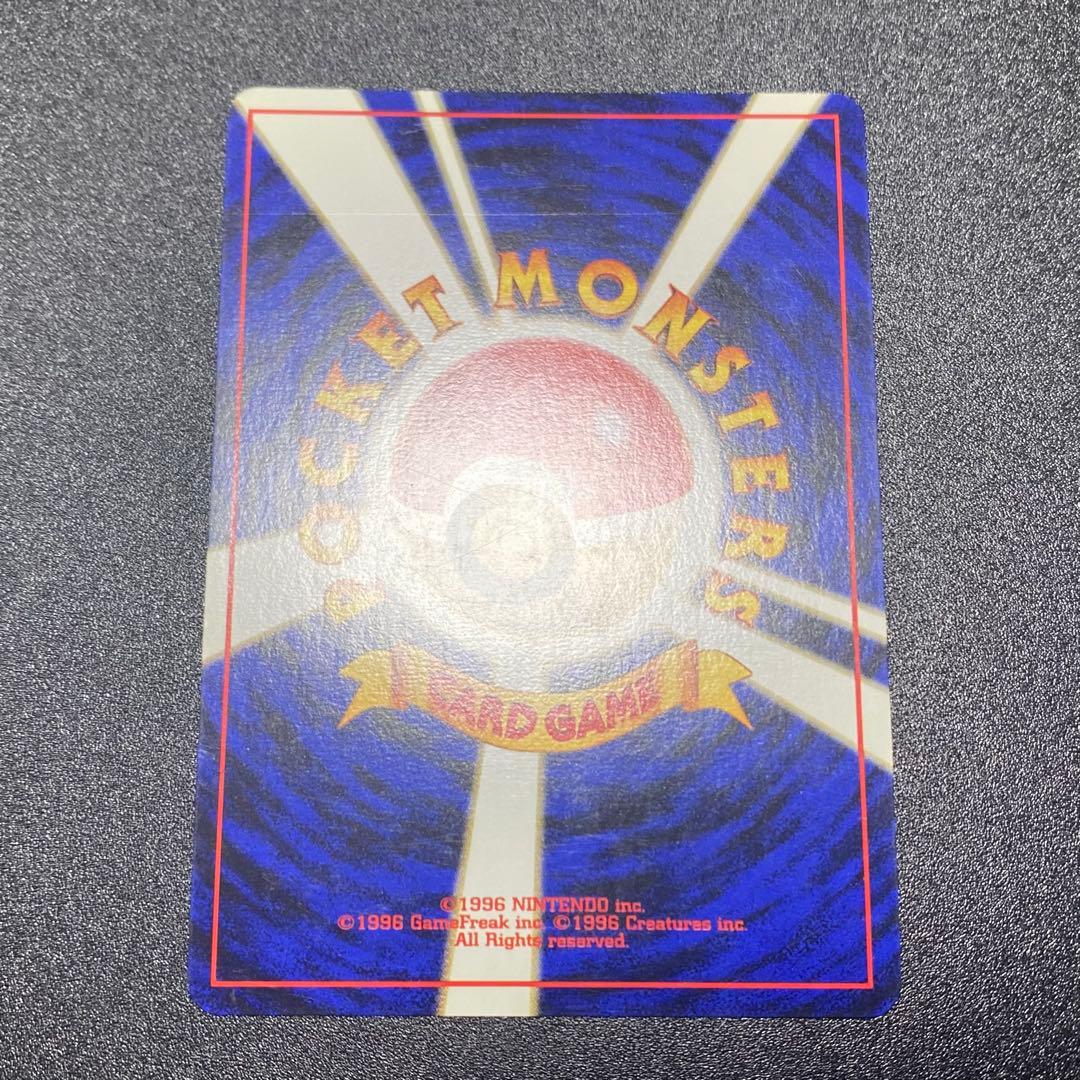 POCKET MONSTERS
CARD GAME
©1996 NINTENDO inc.
©1996 GameFreak inc. ©1996 Creatures inc.
All Rights reserved.